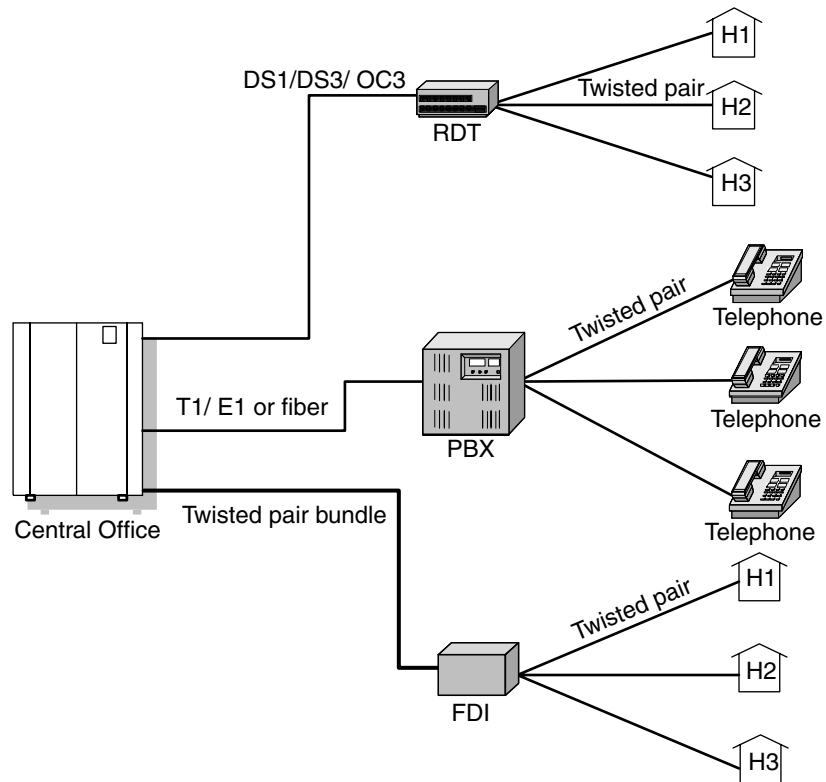 H1
DS1/DS3/ OC3
Twisted pair
H2
RDT
H3
Twisted pair
Telephone
T1/ E1 or fiber
PBX
Telephone
Twisted pair bundle
Central Office
Telephone
H1
Twisted pair
H2
FDI
H3